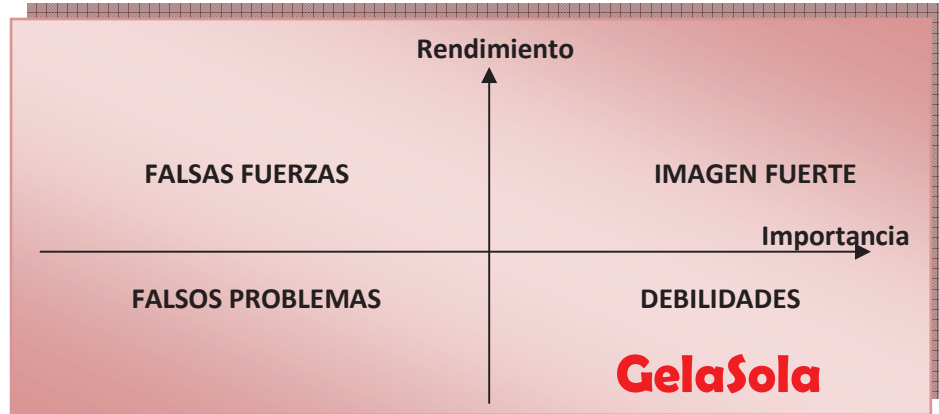 Rendimiento
FALSAS FUERZAS
IMAGEN FUERTE
Importancia
FALSOS PROBLEMAS
DEBILIDADES
GelaSola